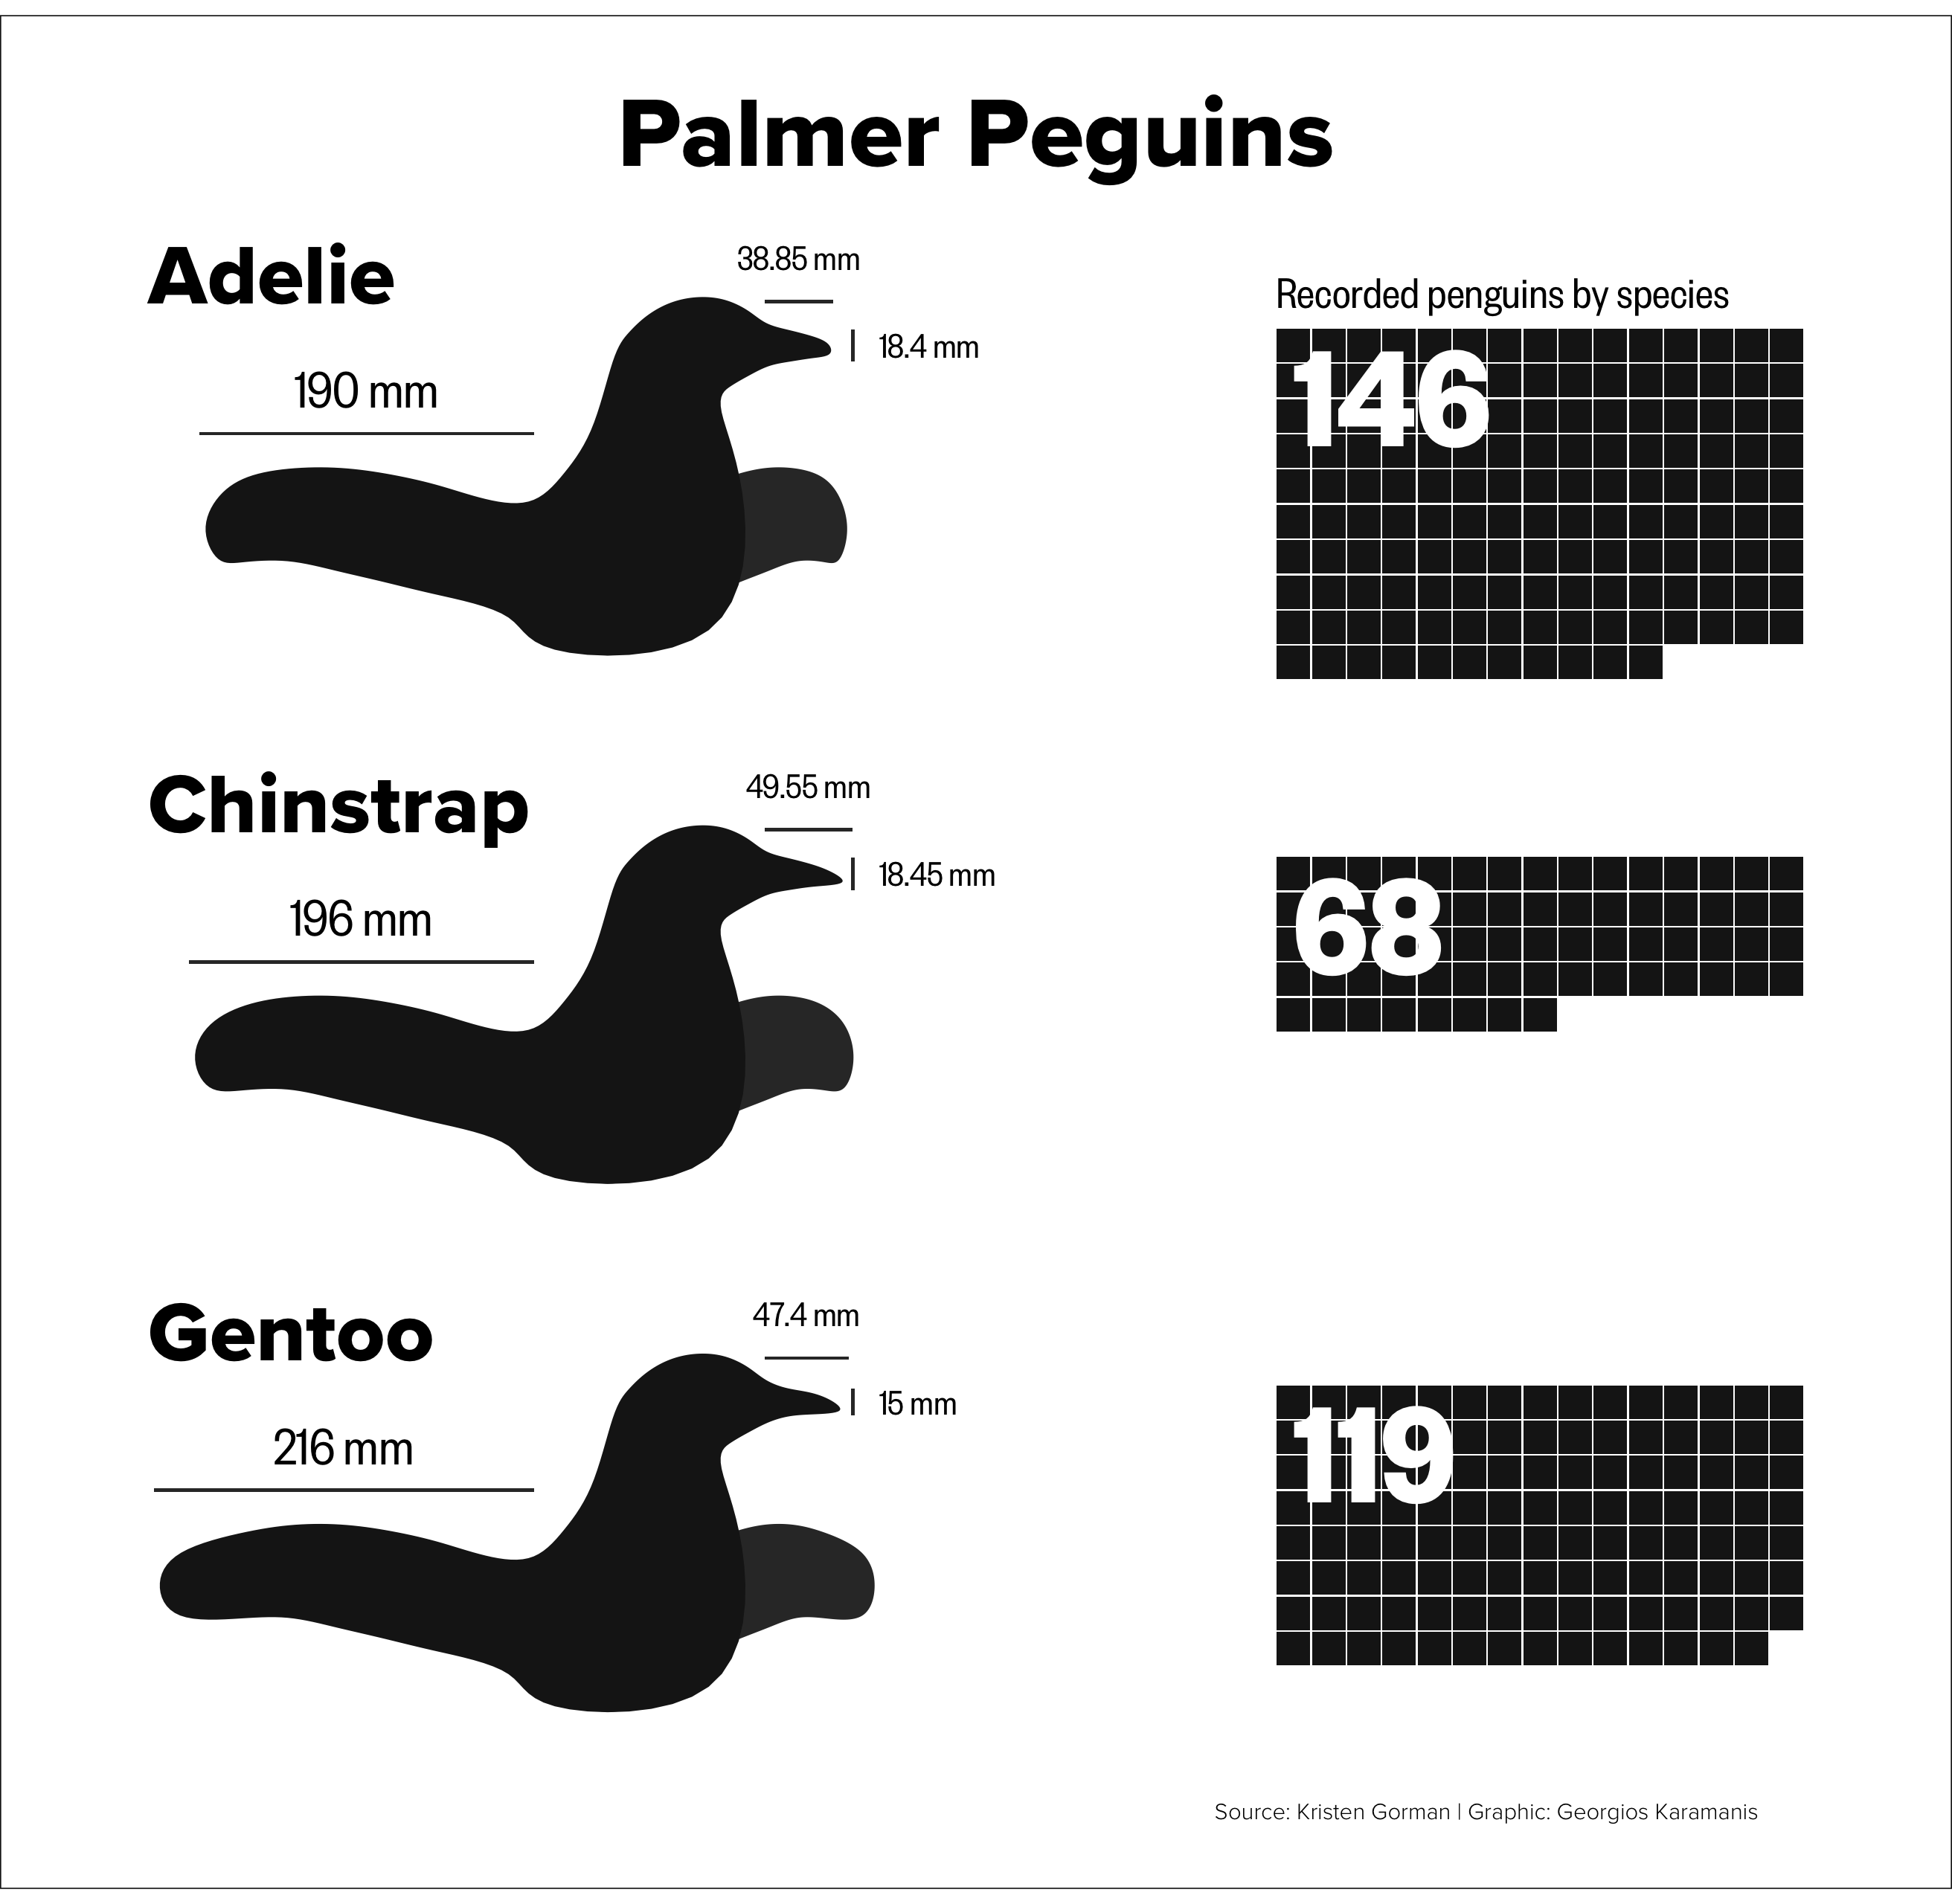 Palmer Peguins
Adelie
38.85 mm
18.4 mm
190 mm
Recorded penguins by species
146
Chinstrap
49.55 mm
18.45 mm
196 mm
68
Gentoo
47.4 mm
15 mm
216 mm
119
Source: Kristen Gorman | Graphic: Georgios Karamanis